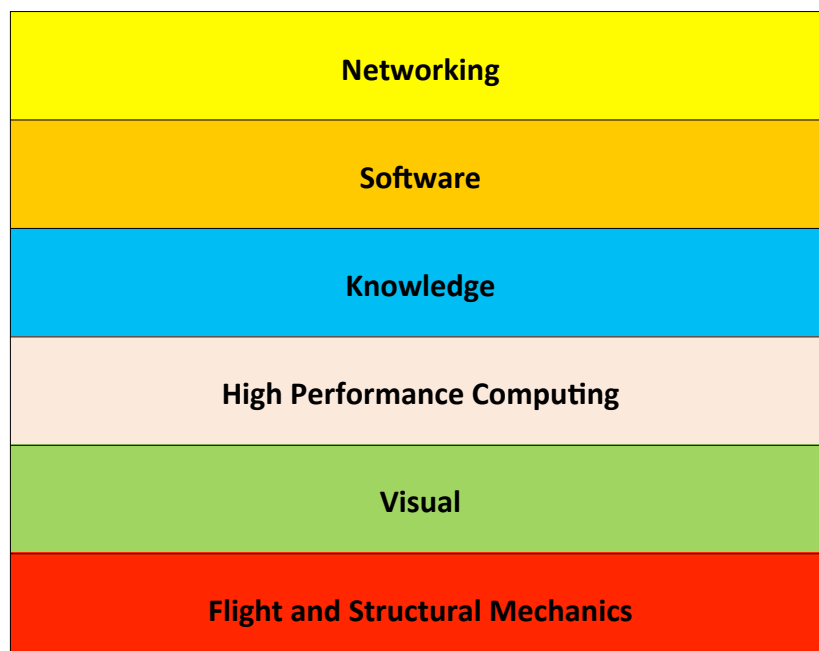 Networking
Software
Knowledge
High Performance Computing
Visual
Flight and Structural Mechanics